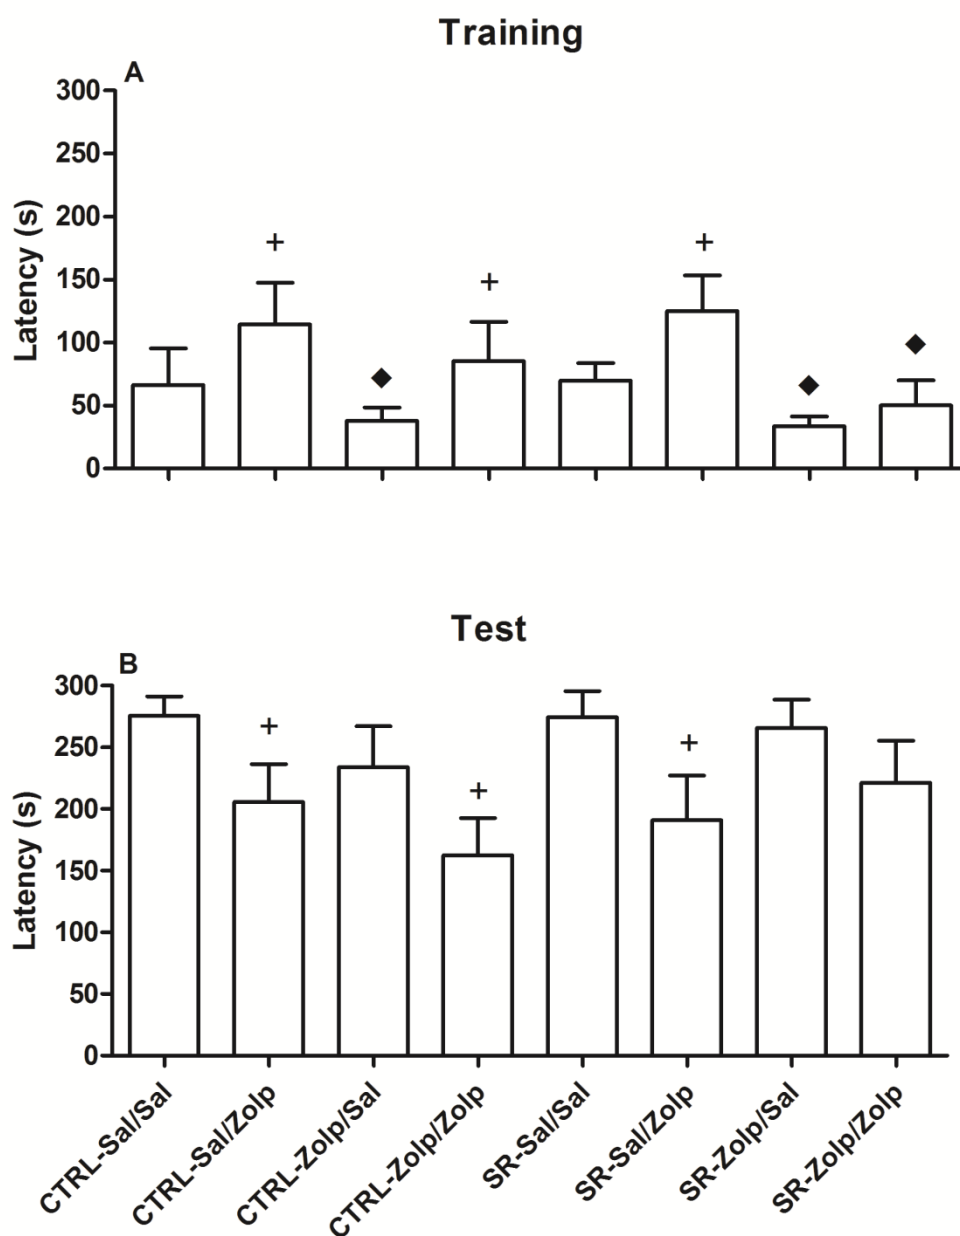 Training
A
300
250
200
150
100
50
0
Latency (s)
+
+
+
◆
◆
◆
Test
B
300
250
200
150
100
50
0
Latency (s)
+
+
+
CTRL-Sal/Sal
CTRL-Sal/Zolp
CTRL-Zolp/Sal
CTRL-Zolp/Zolp
SR-Sal/Sal
SR-Sal/Zolp
SR-Zolp/Sal
SR-Zolp/Zolp